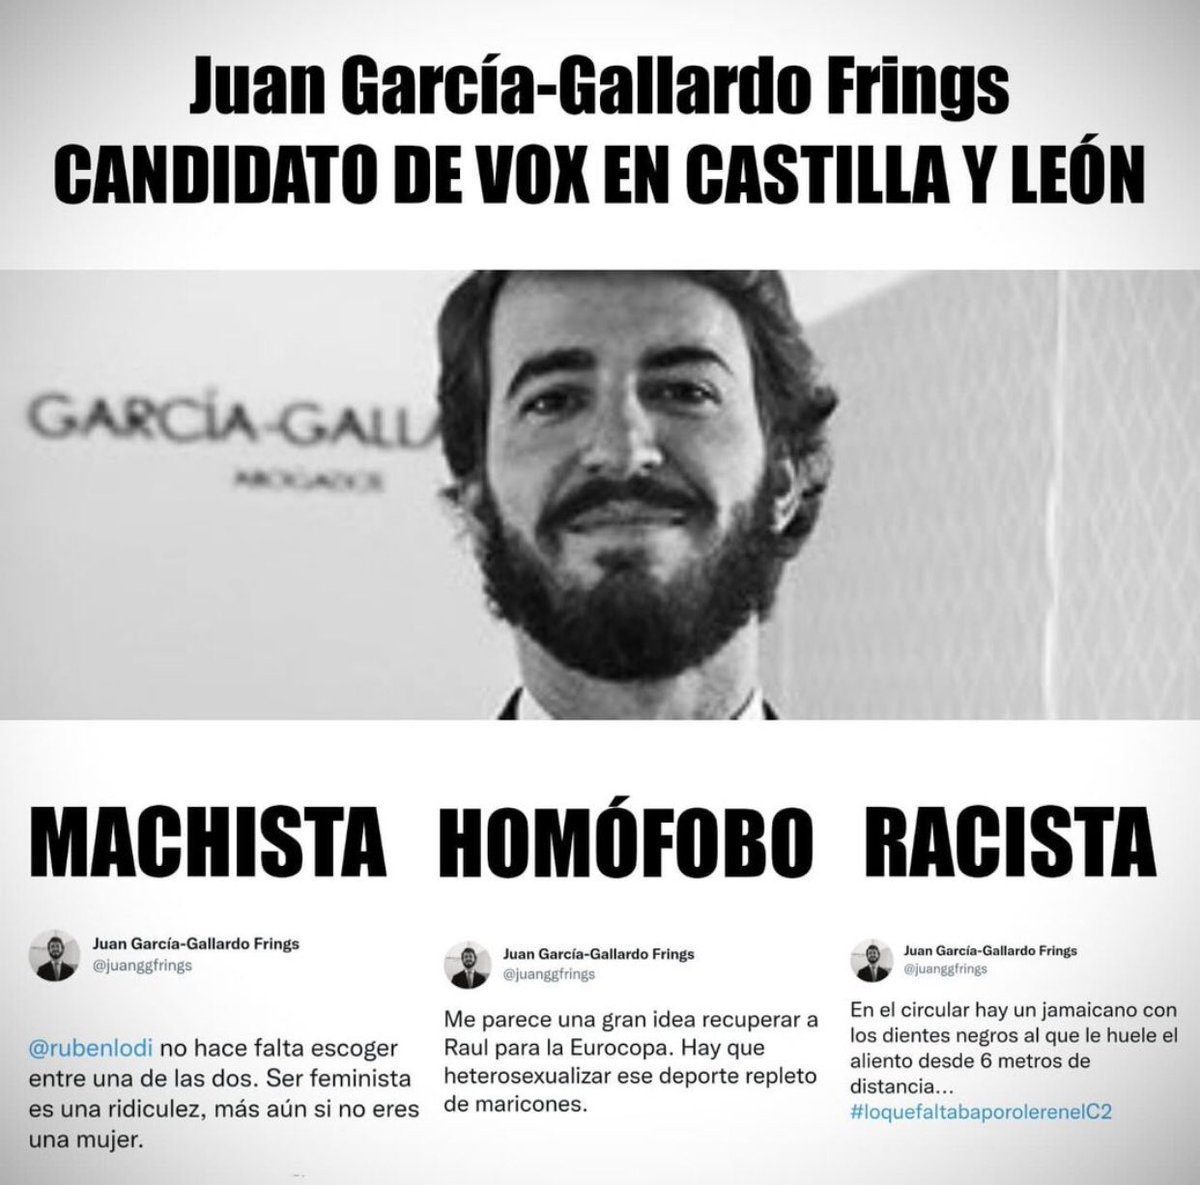 Juan García-Gallardo Frings
CANDIDATO DE VOX EN CASTILLA Y LEÓN
GARCÍA-GALLA
ABOGADOS
MACHISTA
Juan García-Gallardo Frings
@juanggfrings
@rubenlodi no hace falta escoger
entre una de las dos. Ser feminista
es una ridiculez, más aún si no eres
una mujer.
HOMÓFOBO
Juan García-Gallardo Frings
@juanggfrings
Me parece una gran idea recuperar a
Raul para la Eurocopa. Hay que
heterosexualizar ese deporte repleto
de maricones.
RACISTA
Juan García-Gallardo Frings
@juanggfrings
En el circular hay un jamaicano con
los dientes negros al que le huele el
aliento desde 6 metros de
distancia...
#loquefaltabaporolerenelC2